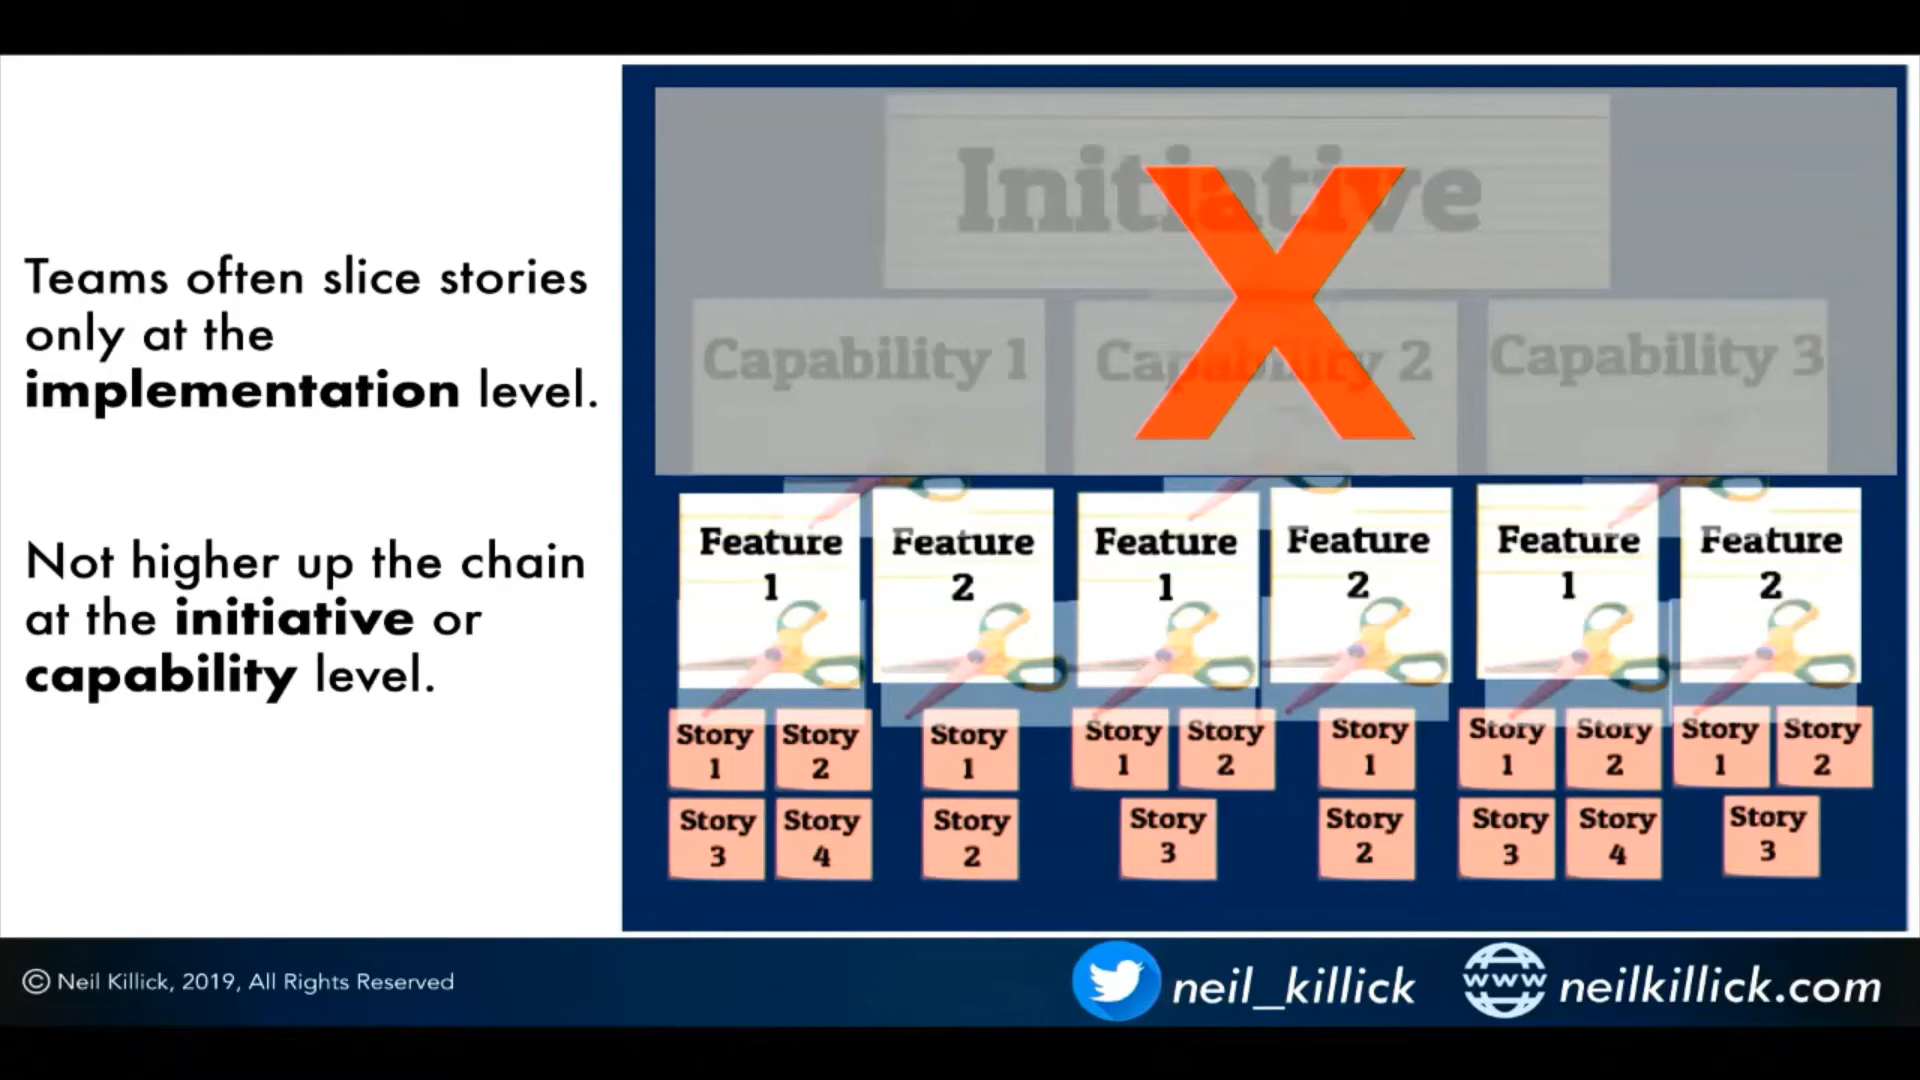 Teams often slice stories
only at the
implementation level.
Not higher up the chain
at the initiative or
capability level.
Initiative
Capability 1
Capability 2
Capability 3
Feature
1
Feature
2
Feature
1
Feature
2
Feature
1
Feature
2
Story
1
Story
2
Story
3
Story
4
Story
1
Story
2
Story
1
Story
2
Story
3
Story
1
Story
2
Story
1
Story
2
Story
3
Story
4
Story
1
Story
2
Story
3
© Neil Killick, 2019, All Rights Reserved
neil_killick
www
neilkillick.com